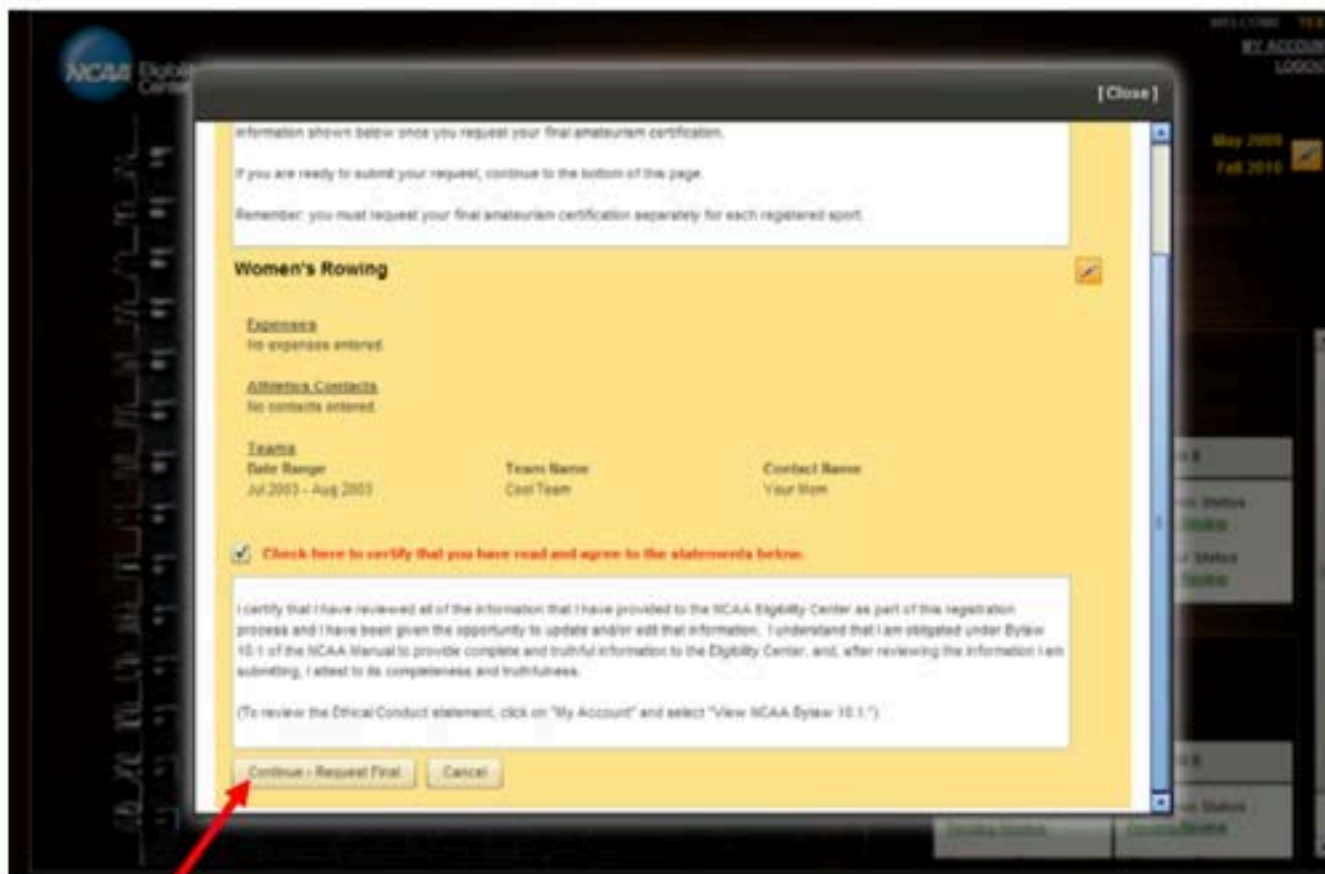 WELCOME
MY ACCOUNT
LOGOUT
NCAA Eligibility
Center
[Close]
May 2009
Fall 2010
information shown below once you request your final amateurism certification.
If you are ready to submit your request, continue to the bottom of this page.
Remember: you must request your final amateurism certification separately for each registered sport.
Women's Rowing
Expenses
No expenses entered.
Athletics Contacts
No contacts entered.
Teams
Date Range Team Name Contact Name
Jul 2003 - Aug 2003 Cool Team Your Mom
Check here to certify that you have read and agree to the statements below.
I certify that I have reviewed all of the information that I have provided to the NCAA Eligibility Center as part of this registration
process and I have been given the opportunity to update and/or edit that information. I understand that I am obligated under Bylaw
10.1 of the NCAA Manual to provide complete and truthful information to the Eligibility Center, and, after reviewing the information I am
submitting, I attest to its completeness and truthfulness.
(To review the Ethical Conduct statement, click on "My Account" and select "View NCAA Bylaw 10.1.")
Continue - Request Final Cancel
Status
Status
Status